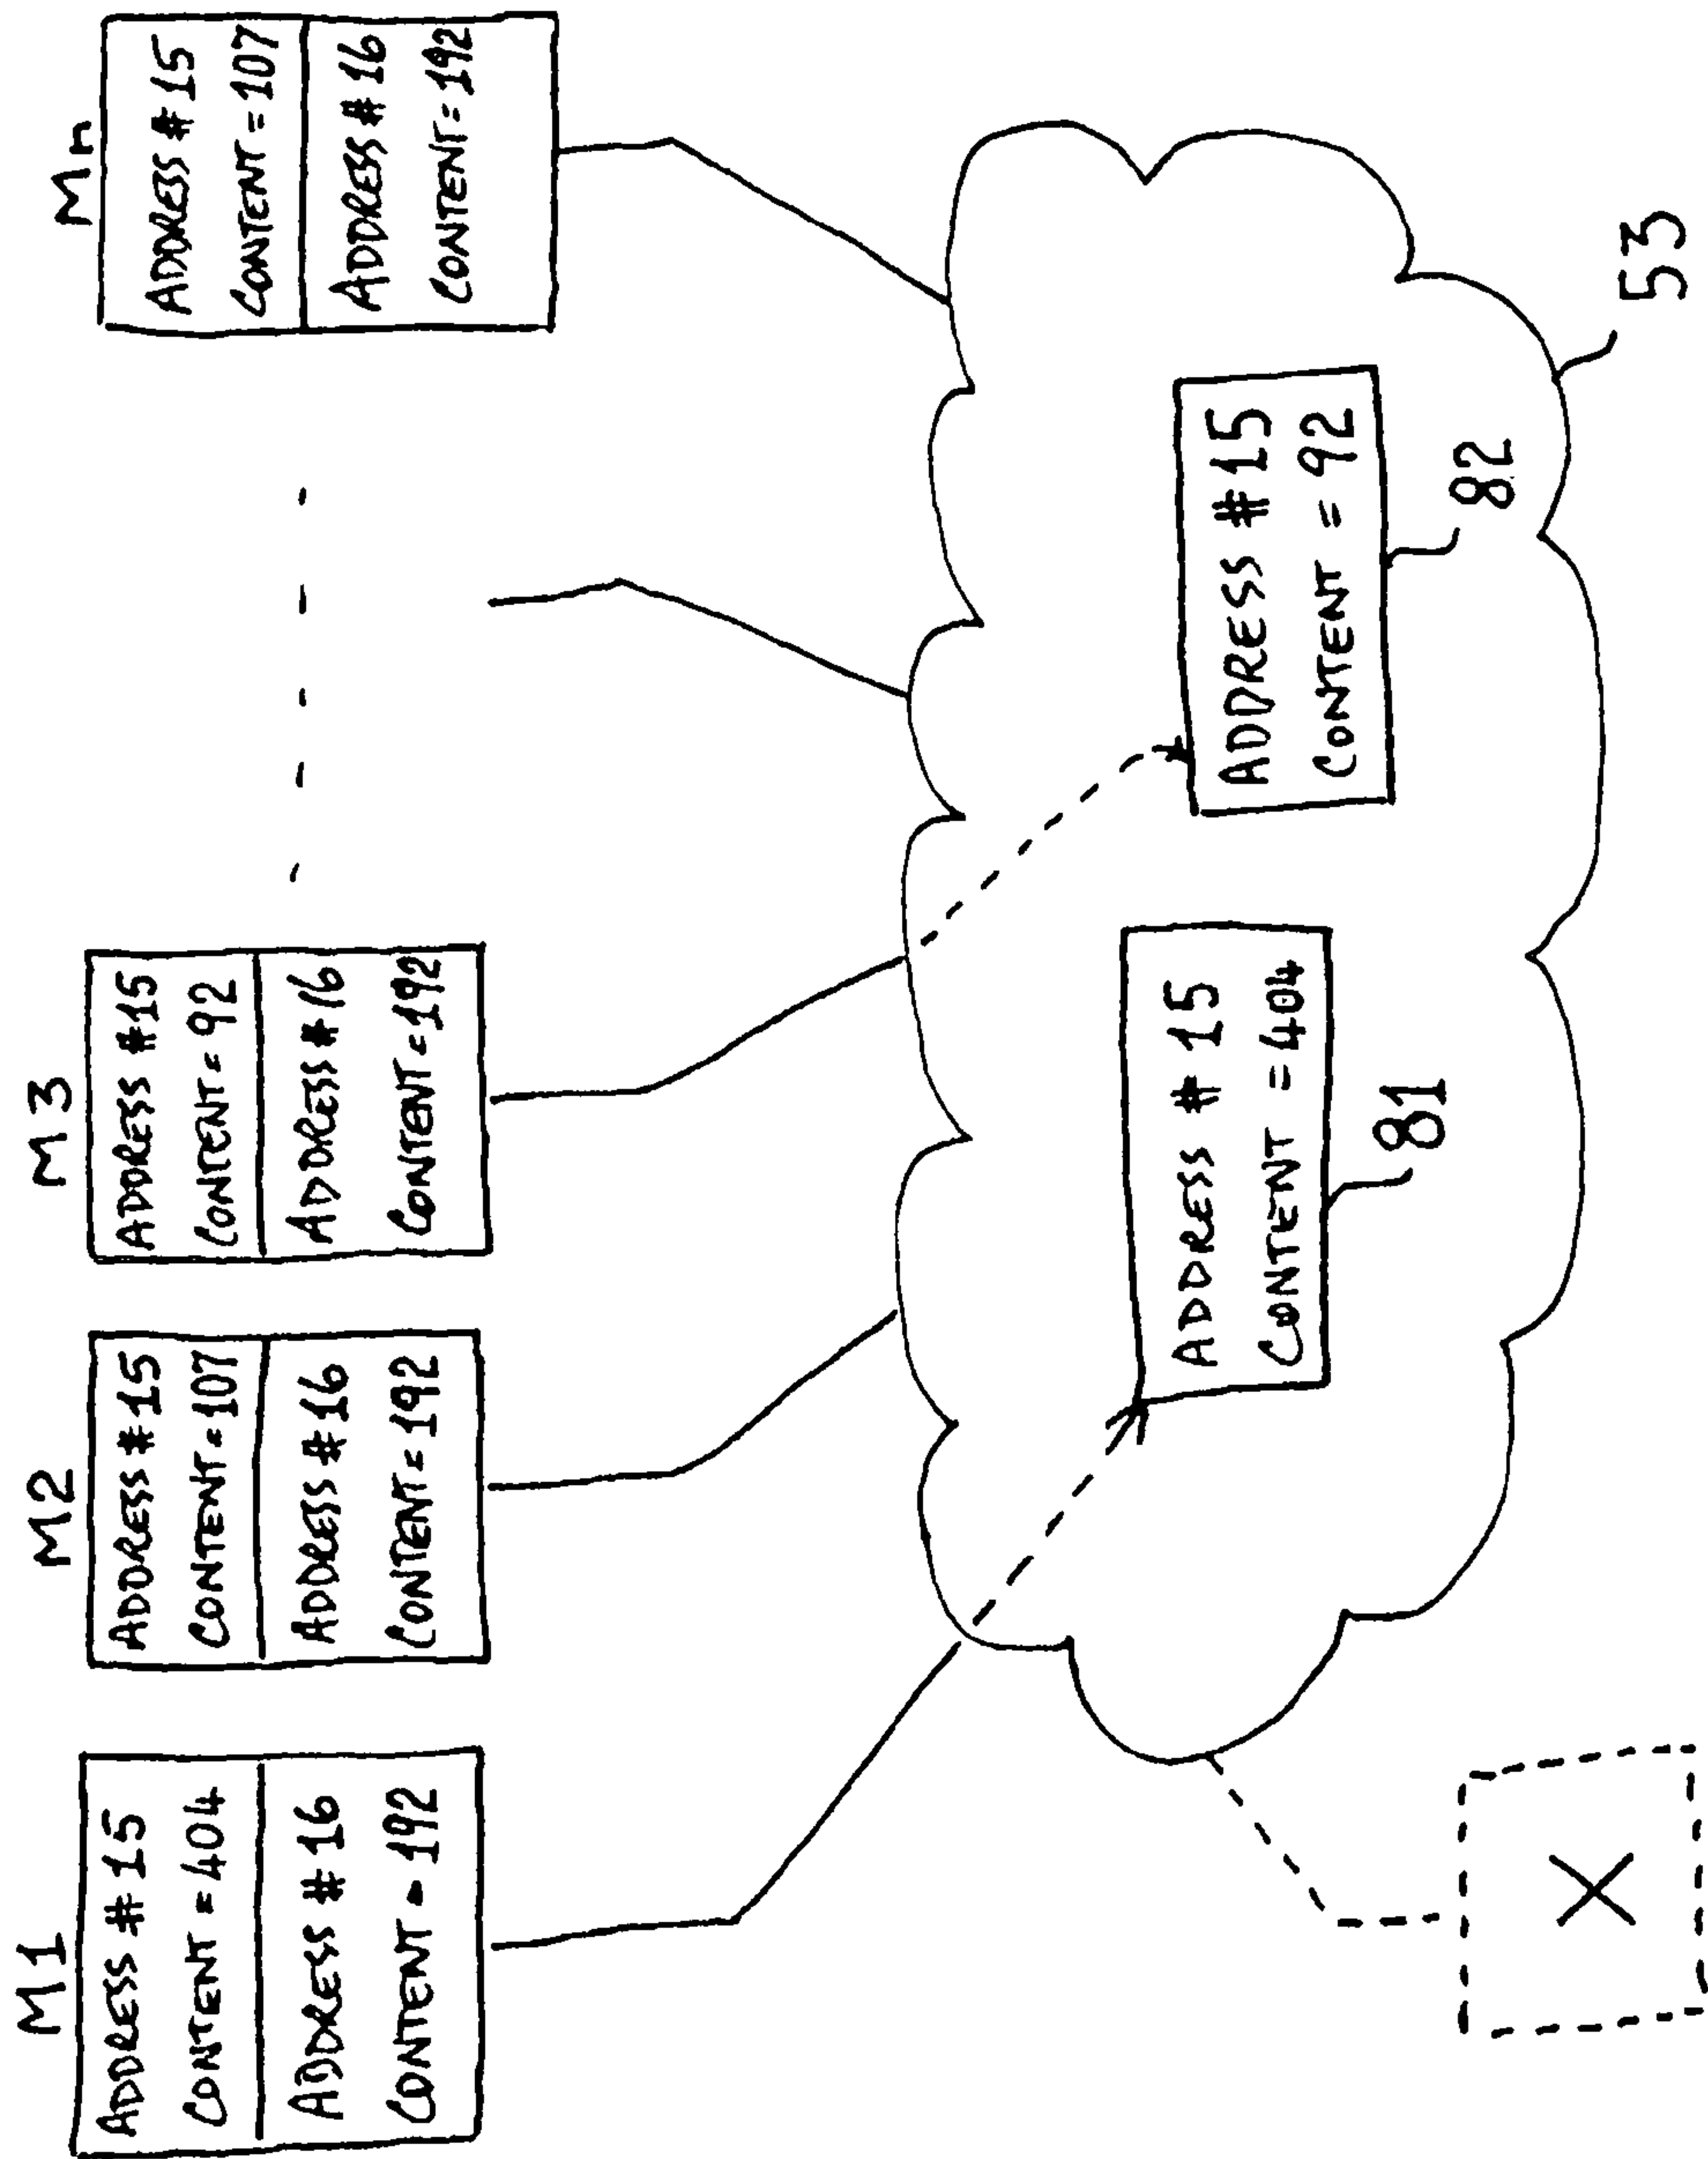 M1
ADDRESS #15
CONTENT = 404
ADDRESS #16
CONTENT = 192
M2
ADDRESS #15
CONTENT = 107
ADDRESS #16
CONTENT = 192
M3
ADDRESS #15
CONTENT = 92
ADDRESS #16
CONTENT = 192
Mn
ADDRESS #15
CONTENT = 107
ADDRESS #16
CONTENT = 192
ADDRESS #15
CONTENT = 404
81
ADDRESS #15
CONTENT = 92
82
53
X